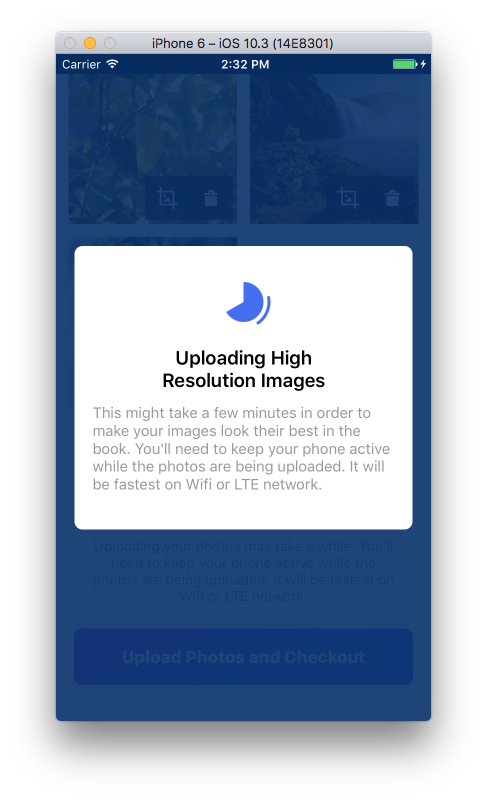 iPhone 6 – iOS 10.3 (14E8301)
Carrier 2:32 PM
Uploading High
Resolution Images
This might take a few minutes in order to
make your images look their best in the
book. You'll need to keep your phone active
while the photos are being uploaded. It will
be fastest on Wifi or LTE network.
Uploading your photos may take a while. You'll
need to keep your phone active while the
photos are being uploaded. It will be fastest on
Wifi or LTE network
Upload Photos and Checkout